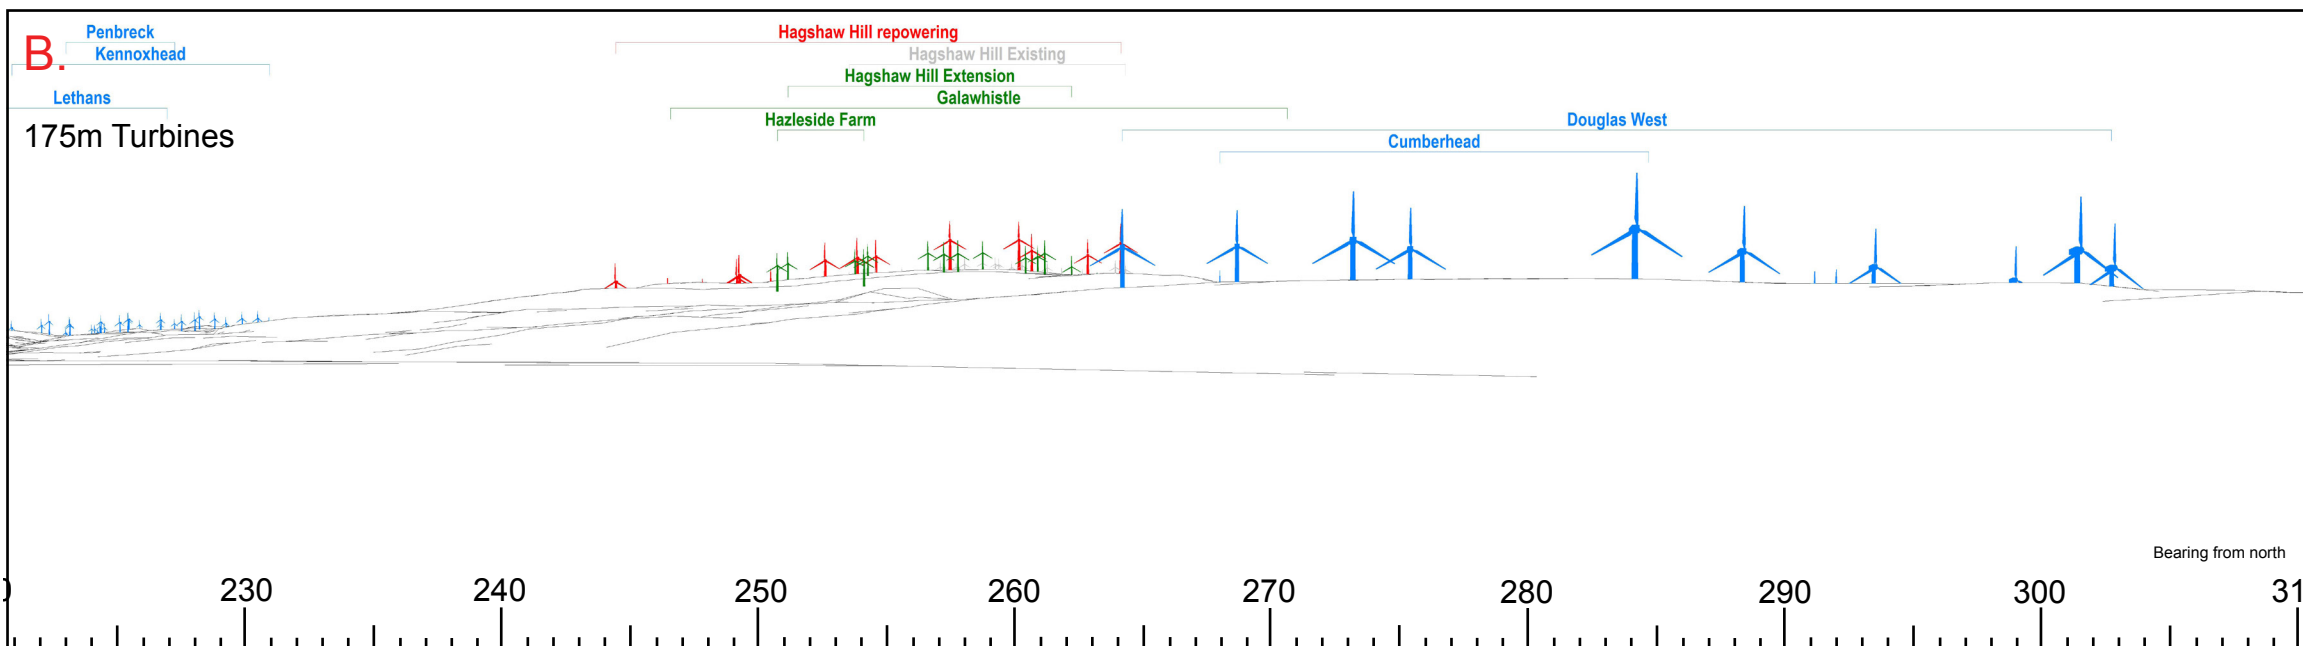 Penbreck
Hagshaw Hill repowering
B.
Kennoxhead
Hagshaw Hill Existing
Hagshaw Hill Extension
Lethans
Galawhistle
Hazleside Farm
Douglas West
175m Turbines
Cumberhead
Bearing from north
230 240 250 260 270 280 290 300